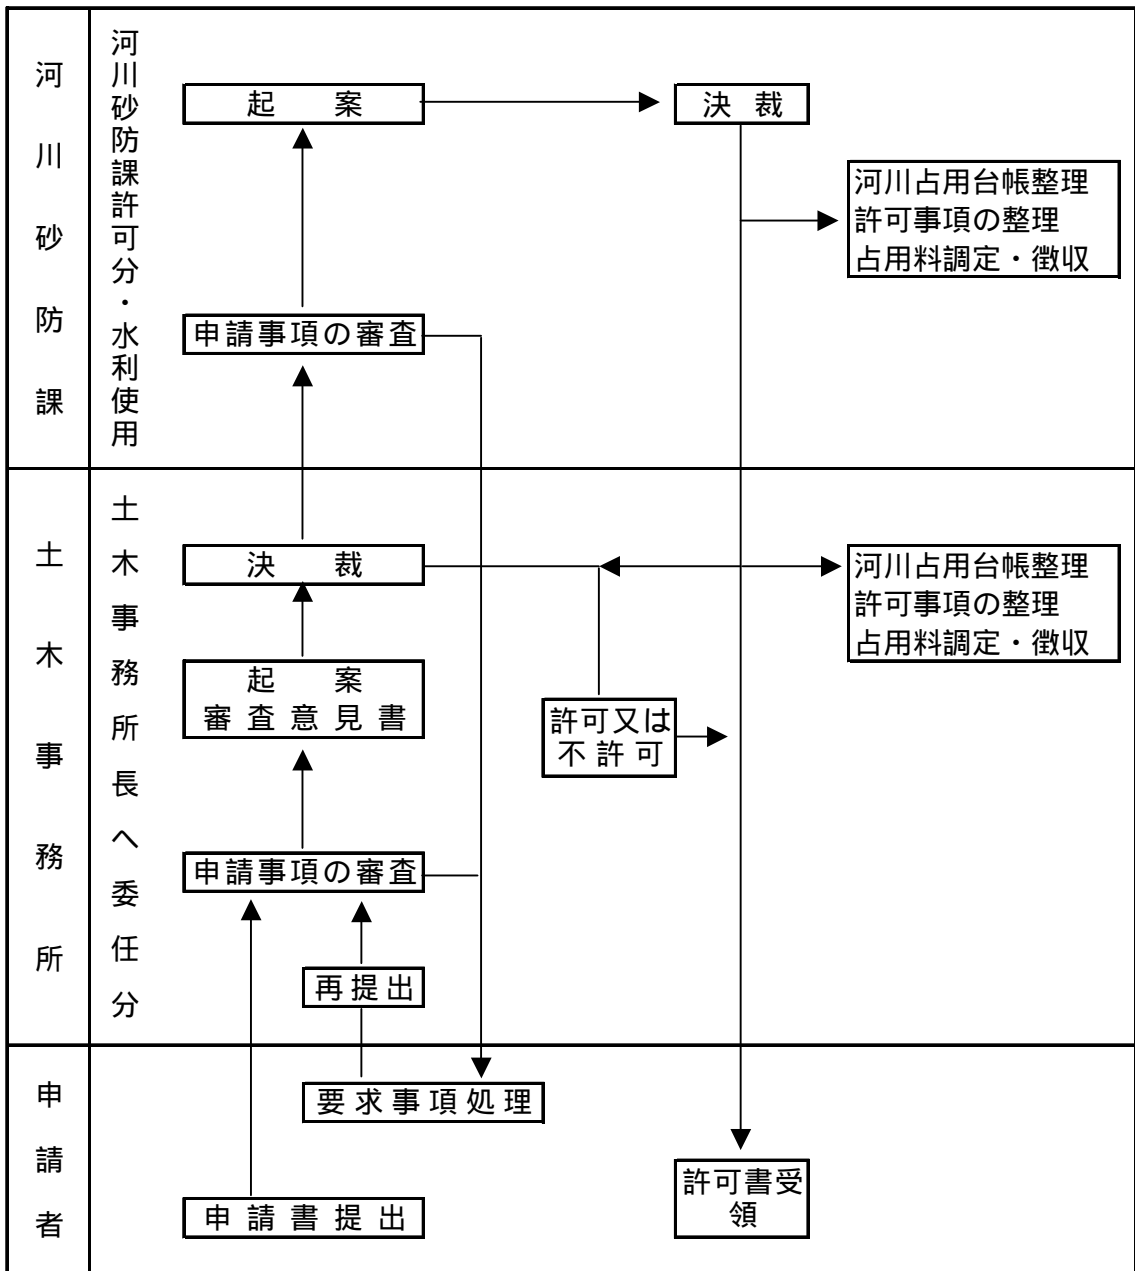 河川砂防課
河川砂防課許可分・水利使用
起案
決裁
河川占用台帳整理
許可事項の整理
占用料調定・徴収
申請事項の審査
土木事務所
土木事務所長へ委任分
決裁
河川占用台帳整理
許可事項の整理
占用料調定・徴収
起案
審査意見書
許可又は
不許可
申請事項の審査
再提出
申請者
要求事項処理
許可書受
領
申請書提出